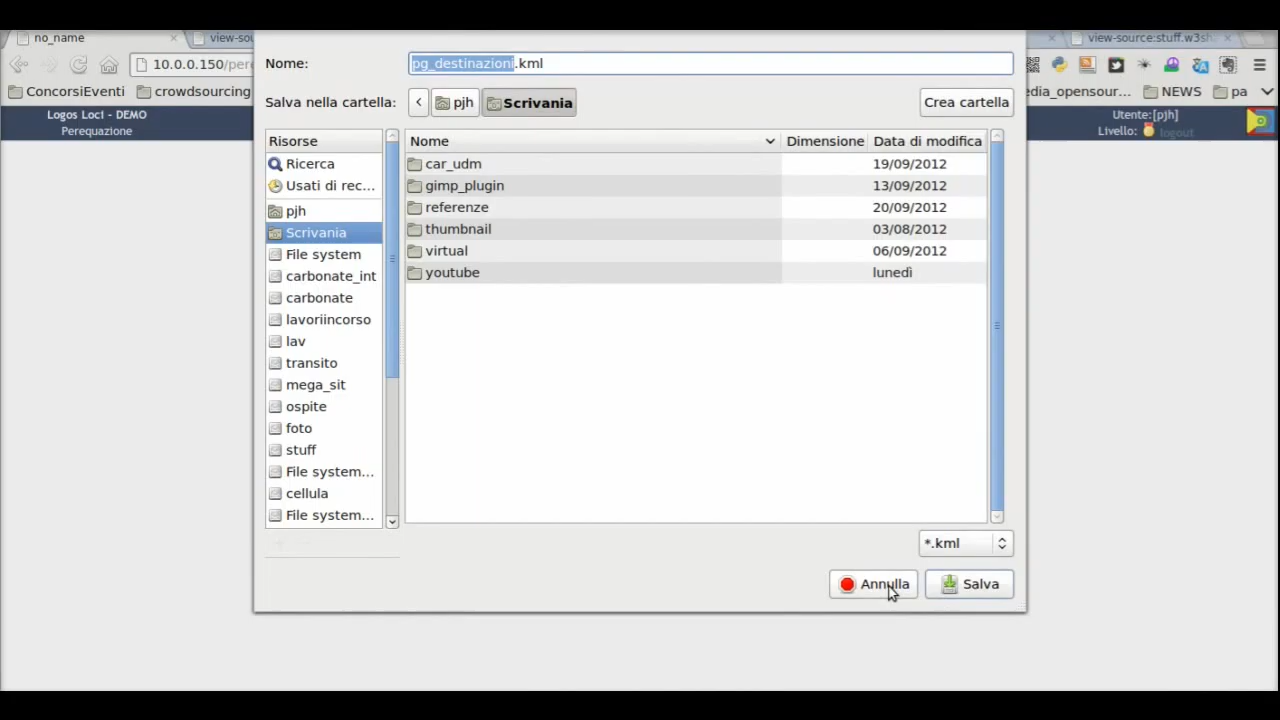 no_name
view-sou
view-source:stuff.w3s
10.0.0.150/per
ConcorsiEventi
crowdsourcing
edia_opensour...
NEWS
pa
Logos Loci - DEMO
Perequazione
Utente:[pjh]
Livello:
logout
Nome:
pg_destinazioni.kml
Salva nella cartella:
pjh
Scrivania
Crea cartella
Risorse
Ricerca
Usati di rec...
pjh
Scrivania
File system
carbonate_int
carbonate
lavoriincorso
lav
transito
mega_sit
ospite
foto
stuff
File system...
cellula
File system...
Nome Dimensione Data di modifica
car_udm 19/09/2012
gimp_plugin 13/09/2012
referenze 20/09/2012
thumbnail 03/08/2012
virtual 06/09/2012
youtube lunedì
*.kml
Annulla
Salva